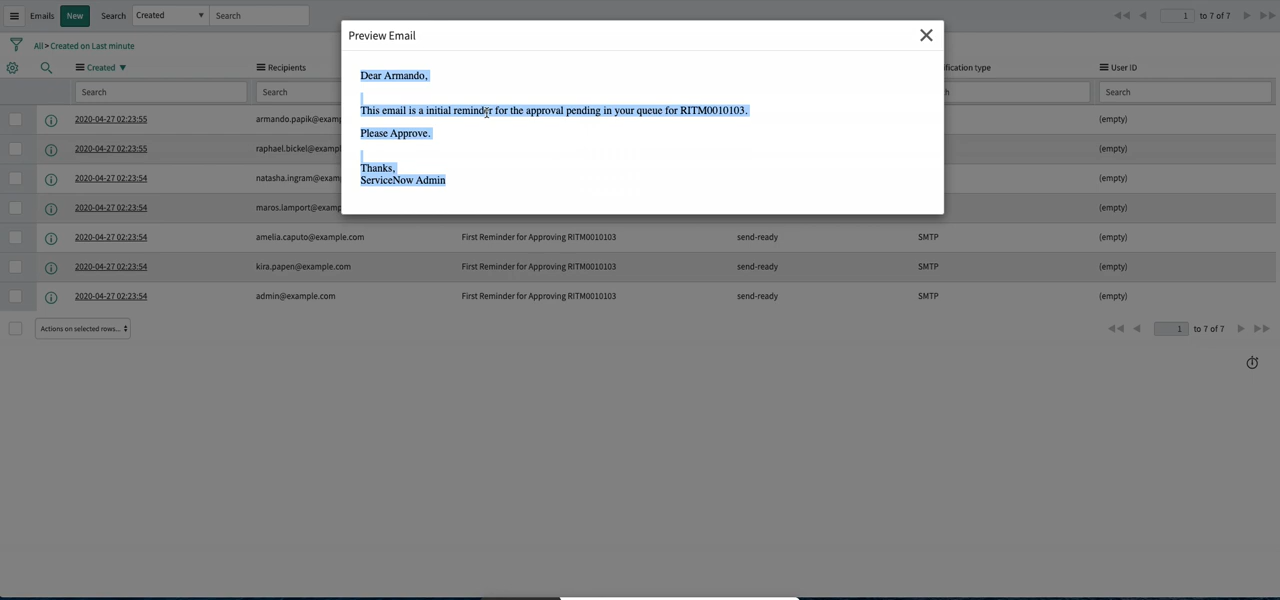 Emails New Search Created Search 1 to 7 of 7
All > Created on Last minute
Preview Email
Created Recipients ification type User ID
Search Search Search Search
Dear Armando,
This email is a initial reminder for the approval pending in your queue for RITM0010103.
Please Approve.
Thanks,
ServiceNow Admin
2020-04-27 02:23:55 armando.papik@examp (empty)
2020-04-27 02:23:55 raphael.bickel@exampl (empty)
2020-04-27 02:23:54 natasha.ingram@exam (empty)
2020-04-27 02:23:54 maros.lamport@examp (empty)
2020-04-27 02:23:54 amelia.caputo@example.com First Reminder for Approving RITM0010103 send-ready SMTP (empty)
2020-04-27 02:23:54 kira.papen@example.com First Reminder for Approving RITM0010103 send-ready SMTP (empty)
2020-04-27 02:23:54 admin@example.com First Reminder for Approving RITM0010103 send-ready SMTP (empty)
Actions on selected rows... 1 to 7 of 7